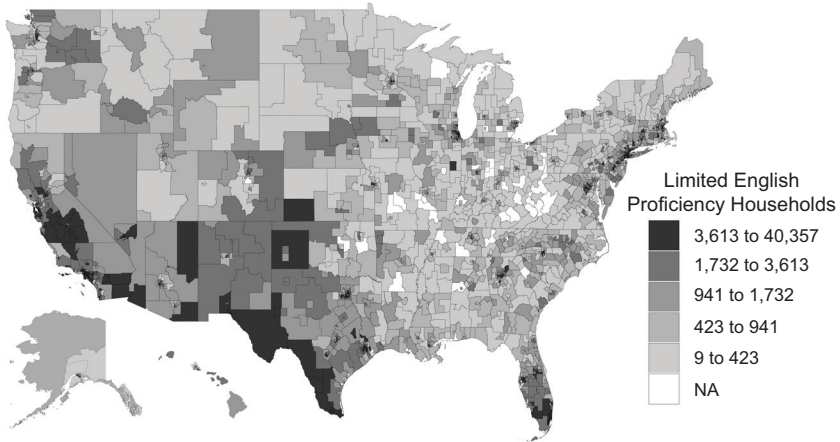 Limited English
Proficiency Households
3,613 to 40,357
1,732 to 3,613
941 to 1,732
423 to 941
9 to 423
NA